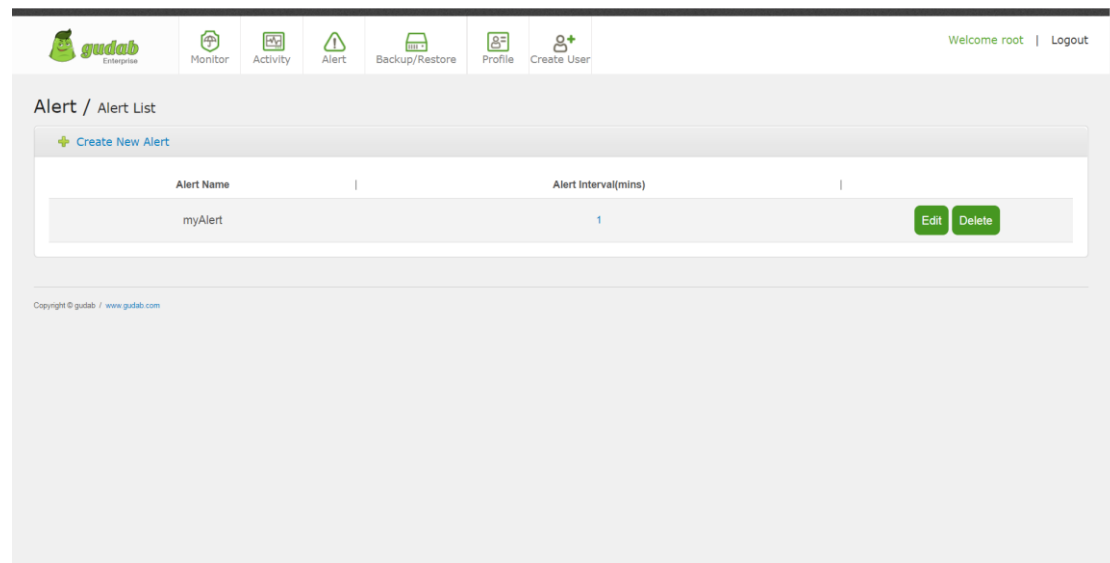 gudab
Enterprise
Monitor Activity Alert Backup/Restore Profile Create User
Welcome root | Logout
Alert / Alert List
Create New Alert
Alert Name | Alert Interval(mins) |
myAlert 1 Edit Delete
Copyright © gudab / www.gudab.com